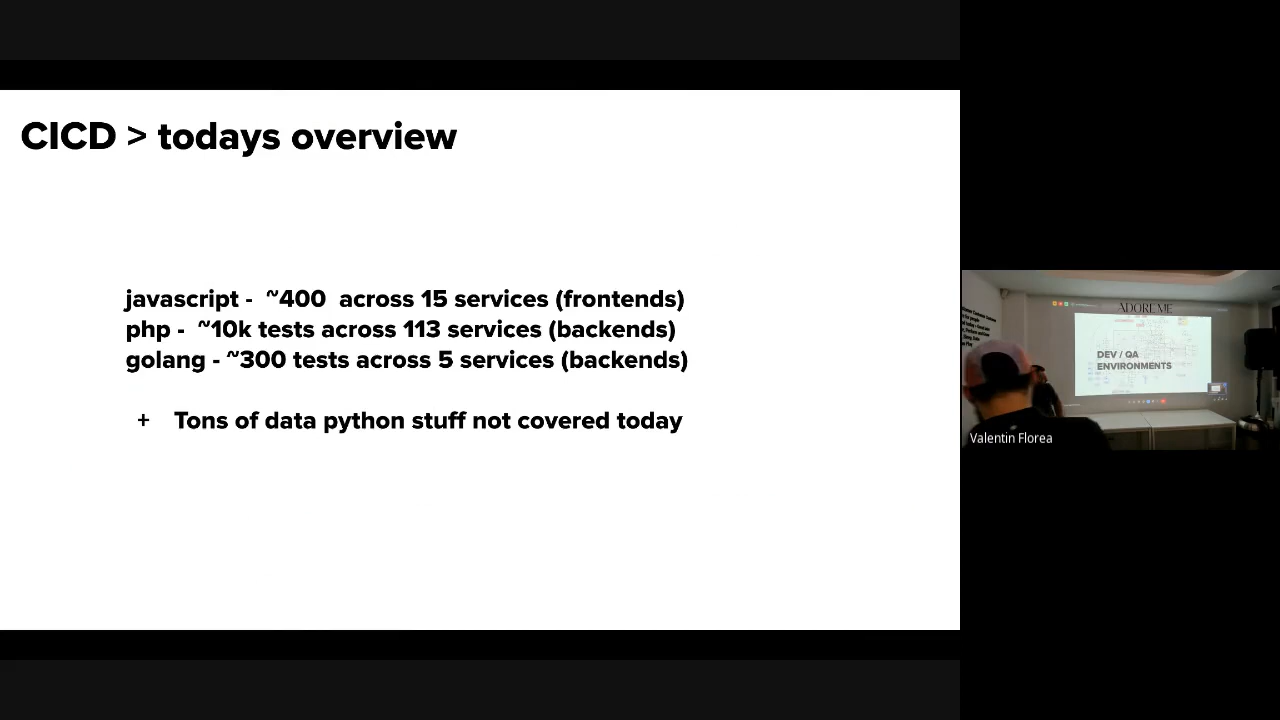 CICD > todays overview
javascript -  ~400  across 15 services (frontends)
php -  ~10k tests across 113 services (backends)
golang - ~300 tests across 5 services (backends)
+   Tons of data python stuff not covered today
ADORE ME
DEV / QA
ENVIRONMENTS
Valentin Florea